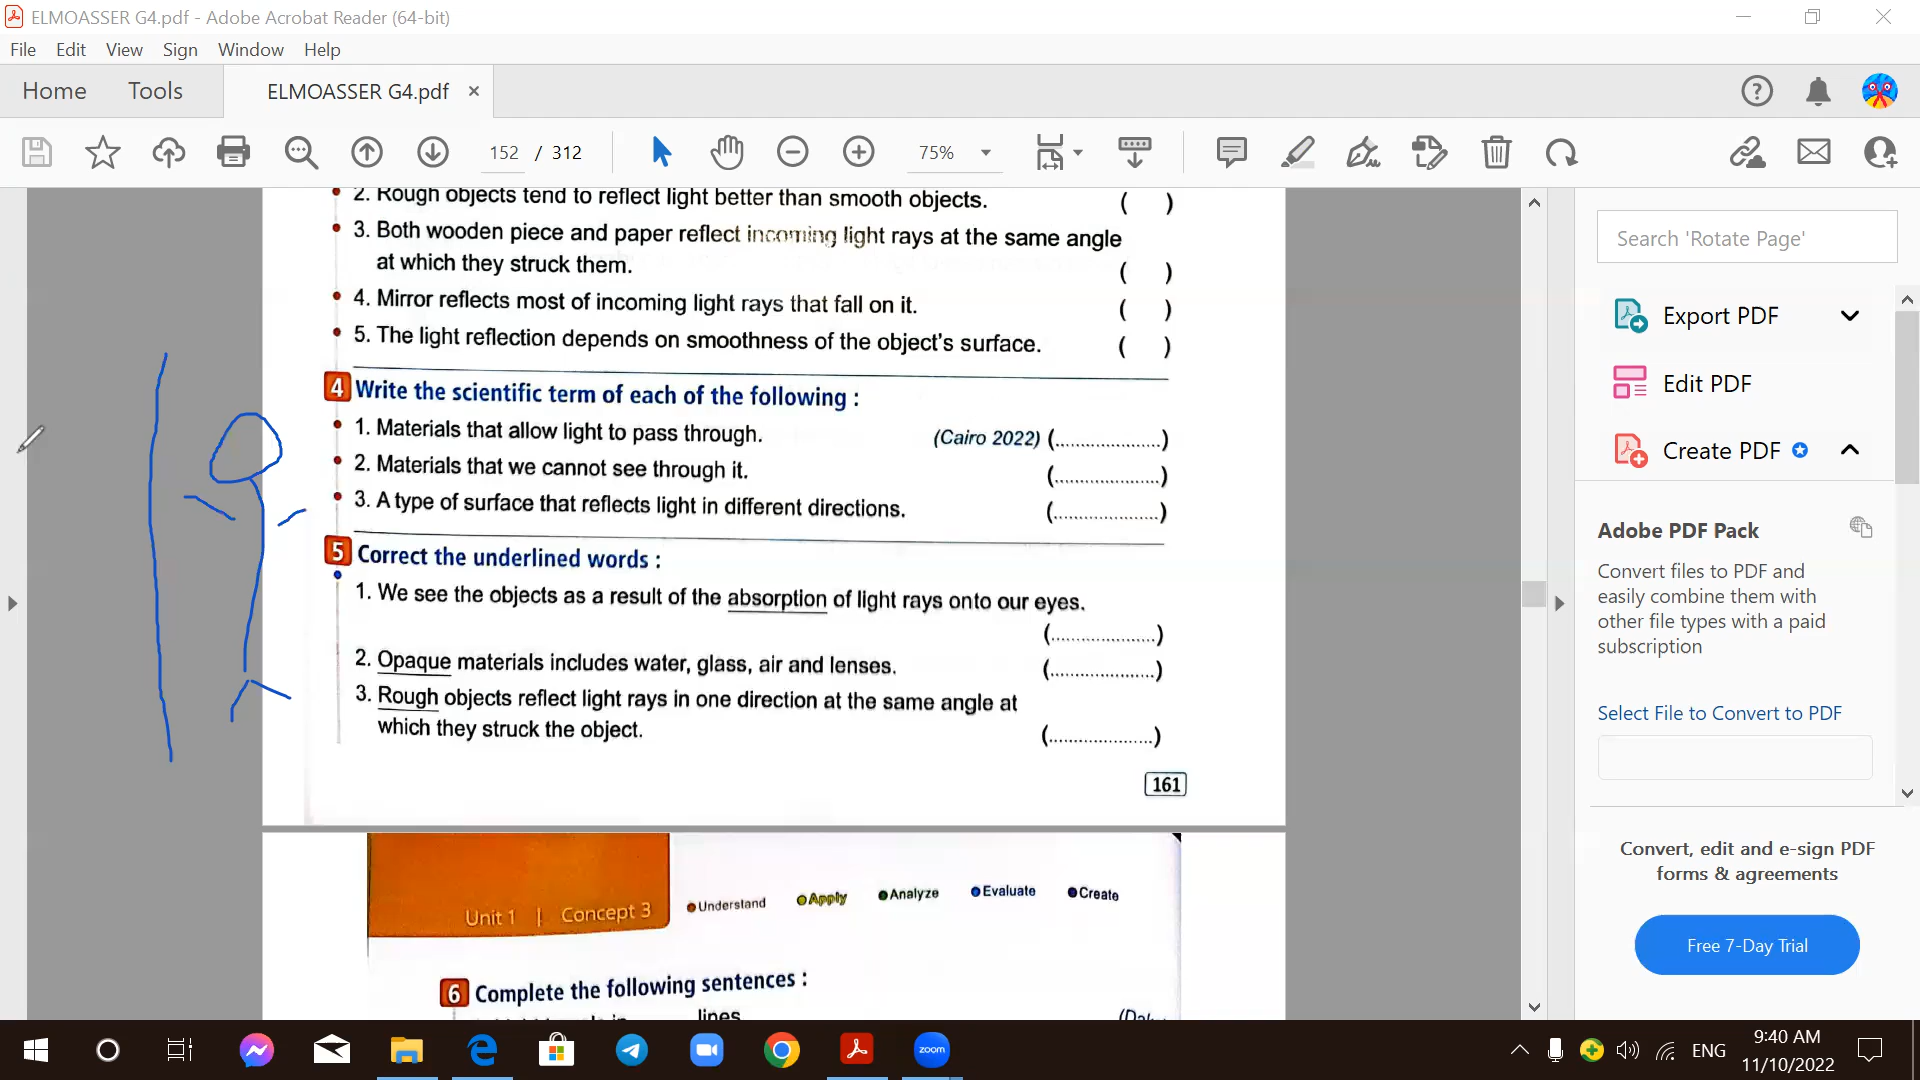 ELMOASSER G4.pdf - Adobe Acrobat Reader (64-bit)
File Edit View Sign Window Help
Home Tools ELMOASSER G4.pdf ×
152 / 312 75%
2. Rough objects tend to reflect light better than smooth objects. ( )
3. Both wooden piece and paper reflect incoming light rays at the same angle
at which they struck them. ( )
4. Mirror reflects most of incoming light rays that fall on it. ( )
5. The light reflection depends on smoothness of the object's surface. ( )
4 Write the scientific term of each of the following :
1. Materials that allow light to pass through. (Cairo 2022) (....................)
2. Materials that we cannot see through it. (....................)
3. A type of surface that reflects light in different directions. (....................)
5 Correct the underlined words :
1. We see the objects as a result of the absorption of light rays onto our eyes.
(....................)
2. Opaque materials includes water, glass, air and lenses. (....................)
3. Rough objects reflect light rays in one direction at the same angle at
which they struck the object. (....................)
161
Unit 1 | Concept 3 Understand Apply Analyze Evaluate Create
6 Complete the following sentences :
lines
Search 'Rotate Page'
Export PDF
Edit PDF
Create PDF
Adobe PDF Pack
Convert files to PDF and
easily combine them with
other file types with a paid
subscription
Select File to Convert to PDF
Convert, edit and e-sign PDF
forms & agreements
Free 7-Day Trial
zoom
ENG
9:40 AM
11/10/2022